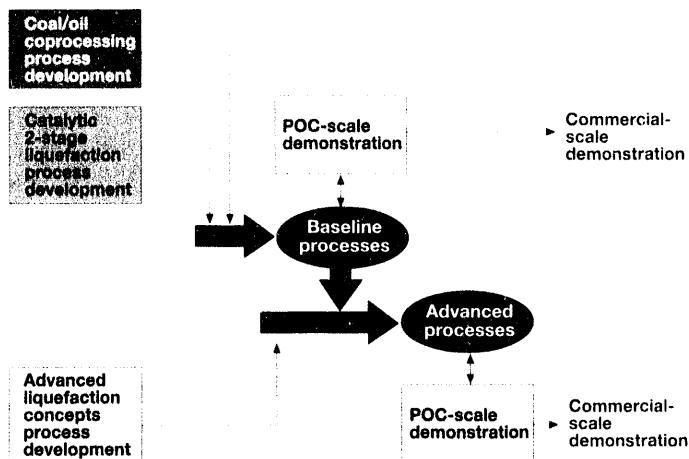 Coal/oil
coprocessing
process
development
Catalytic
2-stage
liquefaction
process
development
POC-scale
demonstration
Commercial-
scale
demonstration
Baseline
processes
Advanced
processes
Advanced
liquefaction
concepts
process
development
POC-scale
demonstration
Commercial-
scale
demonstration